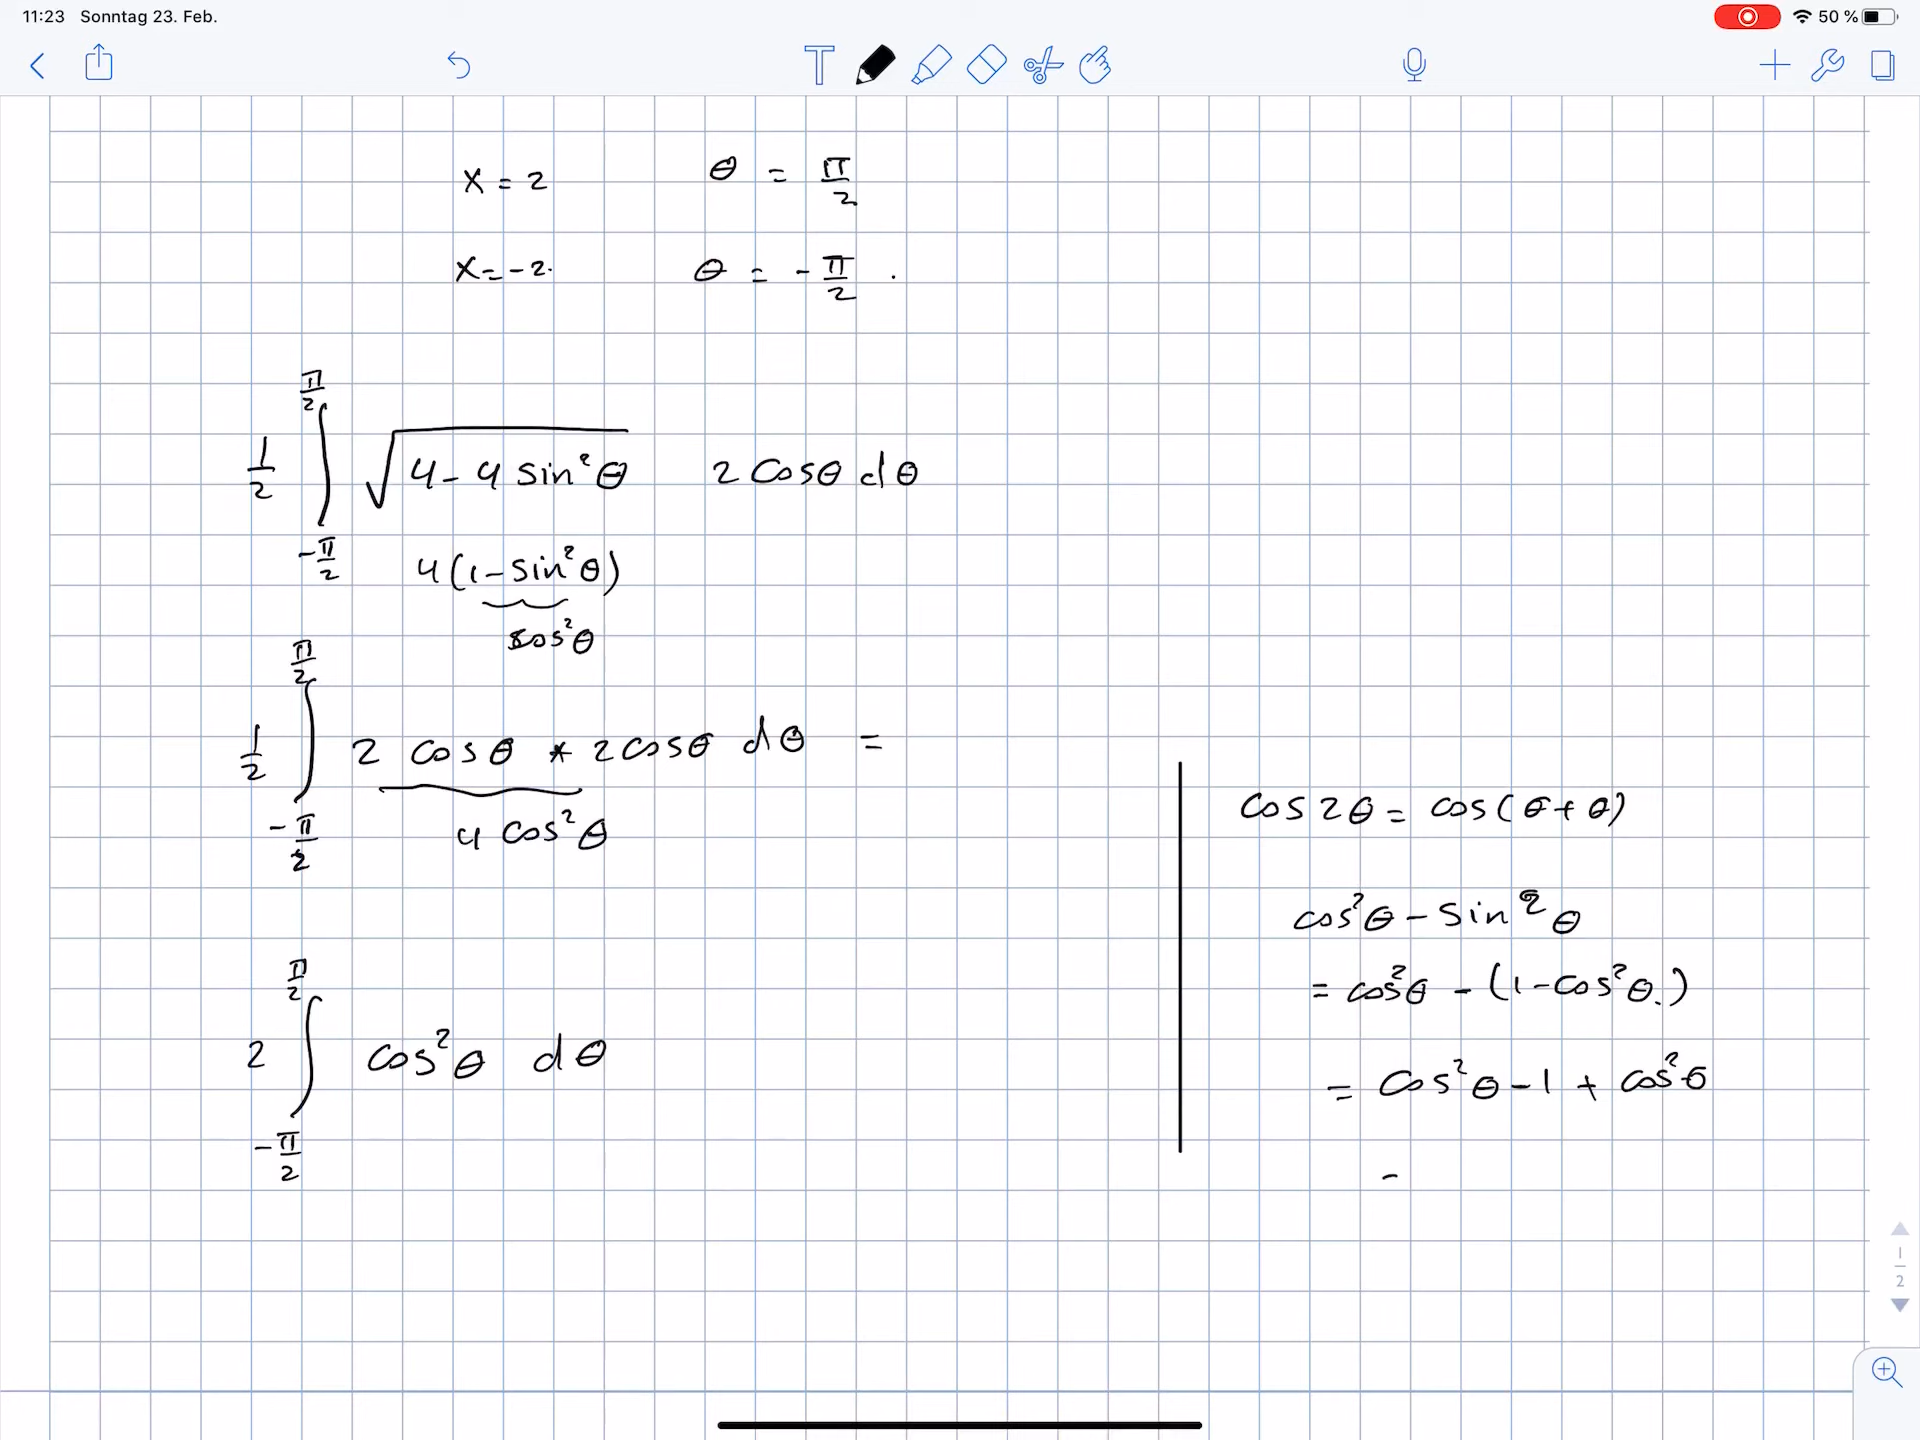 11:23 Sonntag 23. Feb. 50 %
x = 2 θ = π/2
x = -2. θ = -π/2 .
1/2 ∫_{-π/2}^{π/2} √(4 - 4 sin²θ) 2 cosθ dθ
4(1 - sin²θ)
cos²θ
1/2 ∫_{-π/2}^{π/2} 2 cosθ * 2 cosθ dθ =
4 cos²θ
2 ∫_{-π/2}^{π/2} cos²θ dθ
cos 2θ = cos(θ + θ)
cos²θ - sin²θ
= cos²θ - (1 - cos²θ.)
= cos²θ - 1 + cos²θ
-
1/2